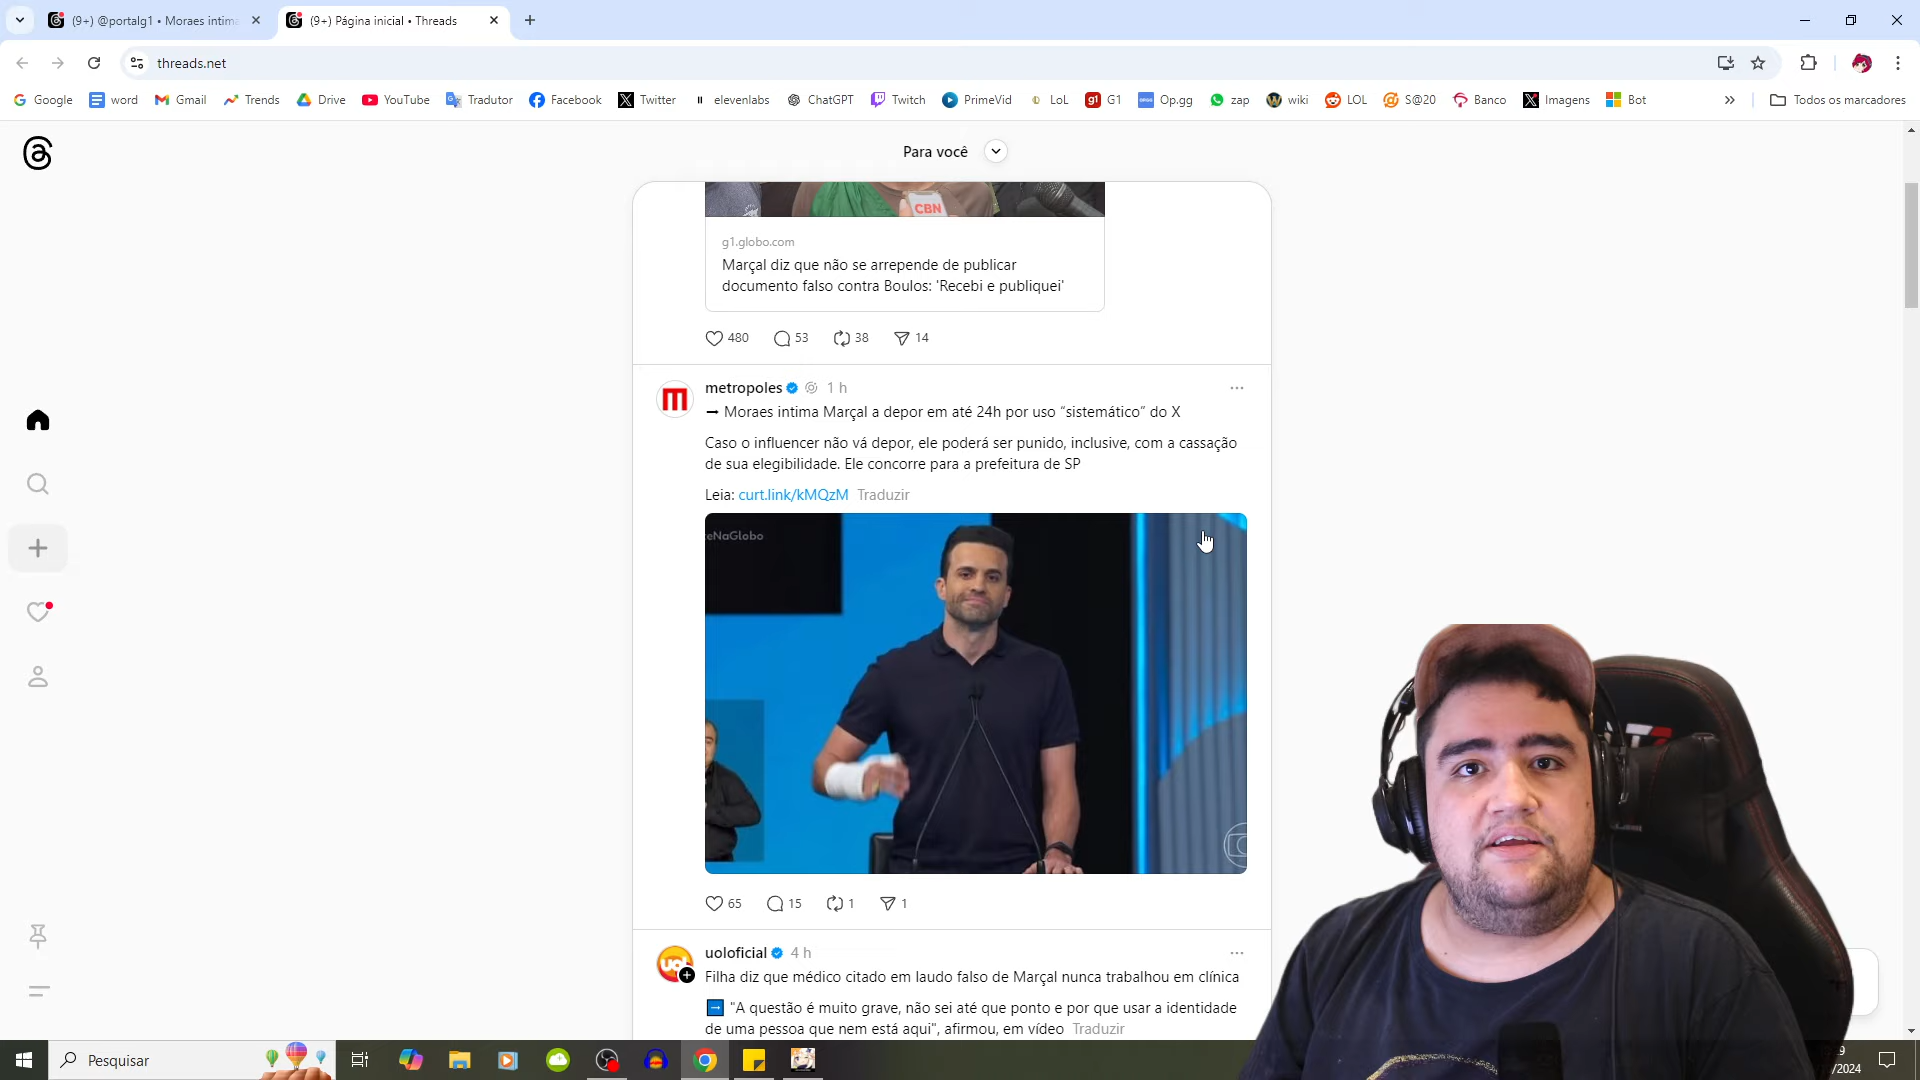 (9+) @portalg1 • Moraes intima
(9+) Página inicial • Threads
threads.net
Google
word
Gmail
Trends
Drive
YouTube
Tradutor
Facebook
Twitter
elevenlabs
ChatGPT
Twitch
PrimeVid
LoL
G1
Op.gg
zap
wiki
LOL
S@20
Banco
Imagens
Bot
Todos os marcadores
Para você
CBN
g1.globo.com
Marçal diz que não se arrepende de publicar
documento falso contra Boulos: 'Recebi e publiquei'
480 53 38 14
metropoles 1 h
➞ Moraes intima Marçal a depor em até 24h por uso “sistemático” do X
Caso o influencer não vá depor, ele poderá ser punido, inclusive, com a cassação
de sua elegibilidade. Ele concorre para a prefeitura de SP
Leia: curt.link/kMQzM Traduzir
eNaGlobo
65 15 1 1
uoloficial 4 h
Filha diz que médico citado em laudo falso de Marçal nunca trabalhou em clínica
➡ "A questão é muito grave, não sei até que ponto e por que usar a identidade
de uma pessoa que nem está aqui", afirmou, em vídeo Traduzir
Pesquisar
/2024